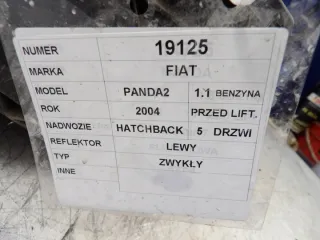 NUMER 19125
MARKA FIAT
MODEL PANDA2 1.1 BENZYNA
ROK 2004 PRZED LIFT.
NADWOZIE HATCHBACK 5 DRZWI
REFLEKTOR LEWY
TYP ZWYKŁY
INNE